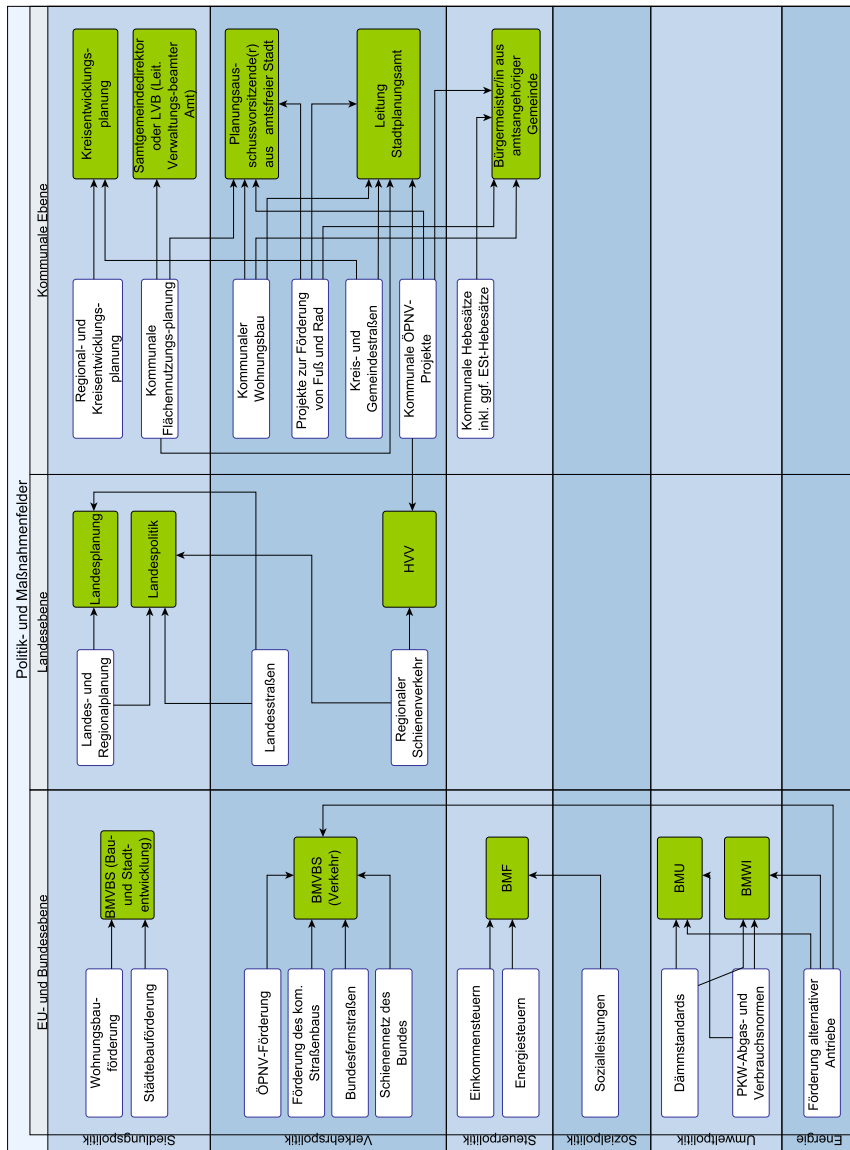 Politik- und Maßnahmenfelder
EU- und Bundesebene
Landesebene
Kommunale Ebene
Siedlungspolitik
Wohnungsbau-
förderung
Städtebauförderung
BMVBS (Bau-
und Stadt-
entwicklung)
Landes- und
Regionalplanung
Landesplanung
Landespolitik
Regional- und
Kreisentwicklungs-
planung
Kommunale
Flächennutzungs-planung
Kreisentwicklungs-
planung
Samtgemeindedirektor
oder LVB (Leit.
Verwaltungs-beamter
Amt)
Verkehrspolitik
ÖPNV-Förderung
Förderung des kom.
Straßenbaus
Bundesfernstraßen
Schienennetz des
Bundes
BMVBS
(Verkehr)
Landesstraßen
Regionaler
Schienenverkehr
HVV
Kommunaler
Wohnungsbau
Projekte zur Förderung
von Fuß und Rad
Kreis- und
Gemeindestraßen
Kommunale ÖPNV-
Projekte
Planungsaus-
schussvorsitzende(r)
aus amtsfreier Stadt
Leitung
Stadtplanungsamt
Steuerpolitik
Einkommensteuern
Energiesteuern
BMF
Kommunale Hebesätze
inkl. ggf. ESt-Hebesätze
Bürgermeister/in aus
amtsangehöriger
Gemeinde
Sozialpolitik
Sozialleistungen
Umweltpolitik
Dämmstandards
PKW-Abgas- und
Verbrauchsnormen
BMU
BMWI
Energie
Förderung alternativer
Antriebe